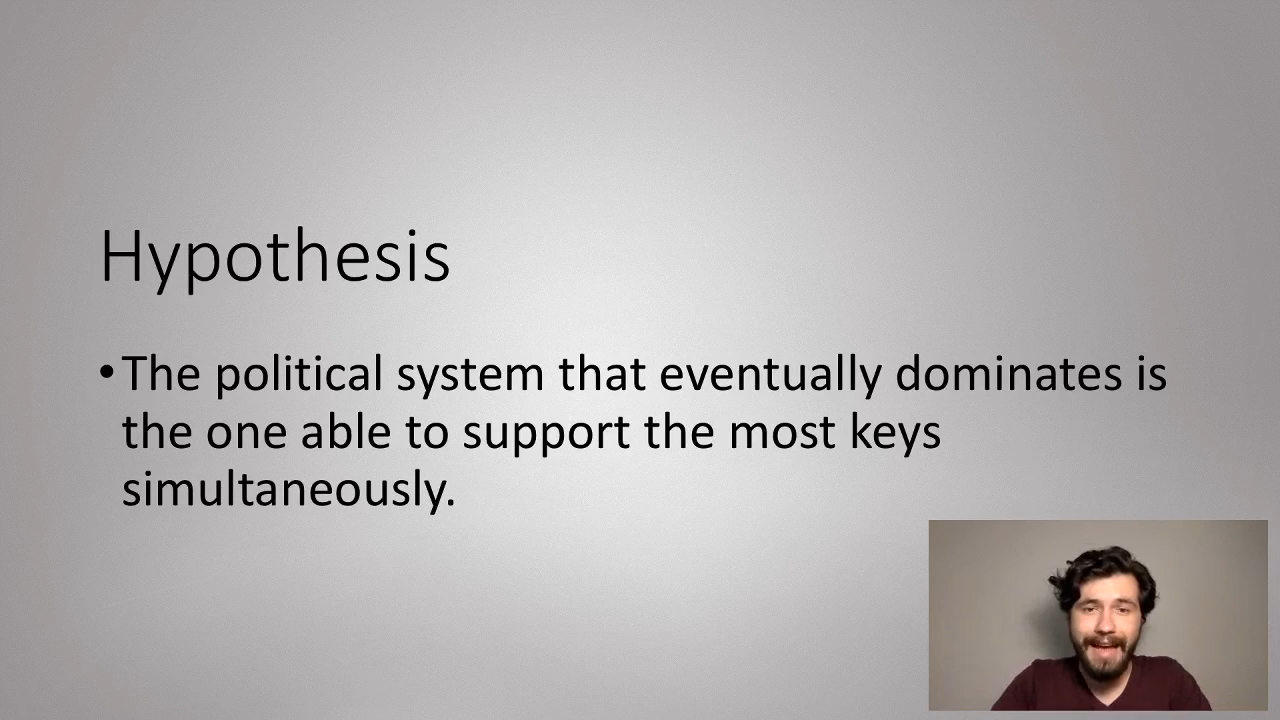 Hypothesis
•The political system that eventually dominates is
the one able to support the most keys
simultaneously.